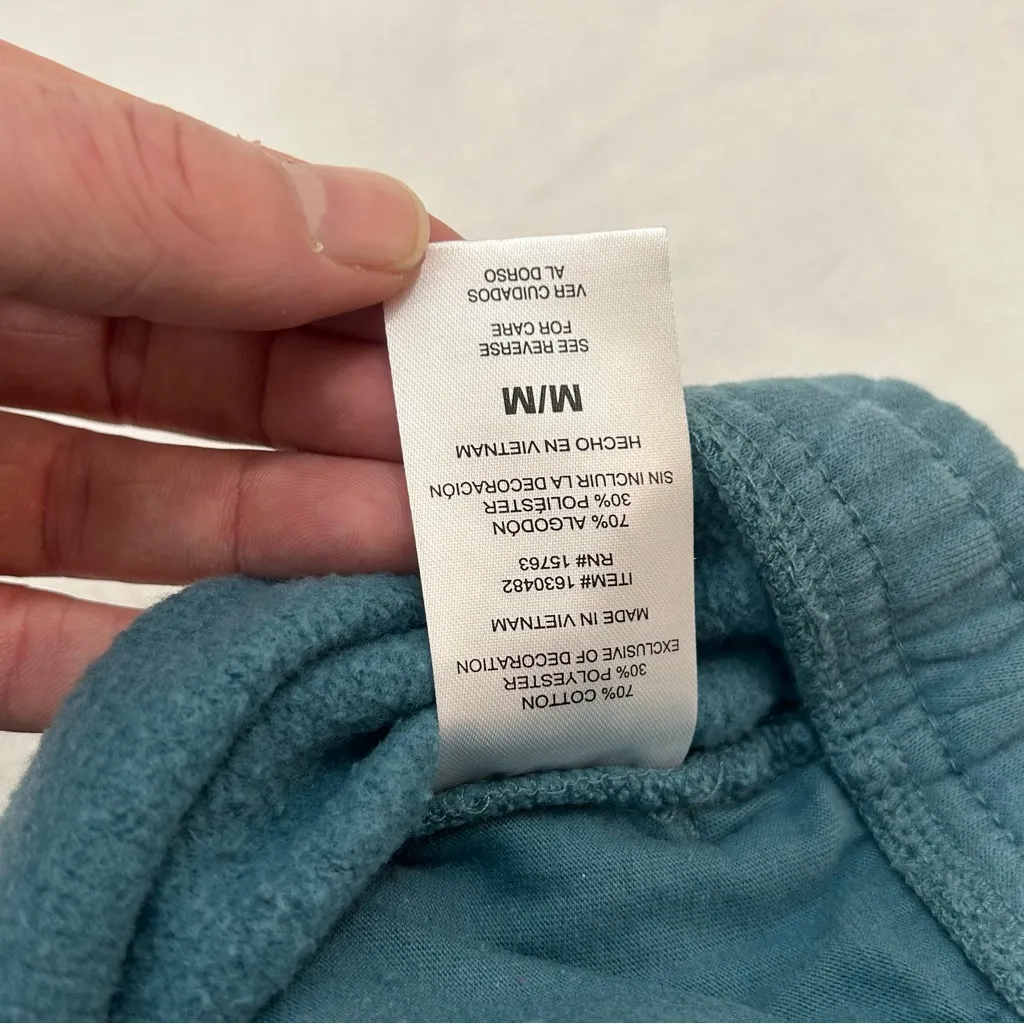 70% COTTON
30% POLYESTER
EXCLUSIVE OF DECORATION
MADE IN VIETNAM
ITEM# 1630482
RN# 15763
70% ALGODÓN
30% POLIÉSTER
SIN INCLUIR LA DECORACIÓN
HECHO EN VIETNAM
M/M
SEE REVERSE
FOR CARE
VER CUIDADOS
AL DORSO